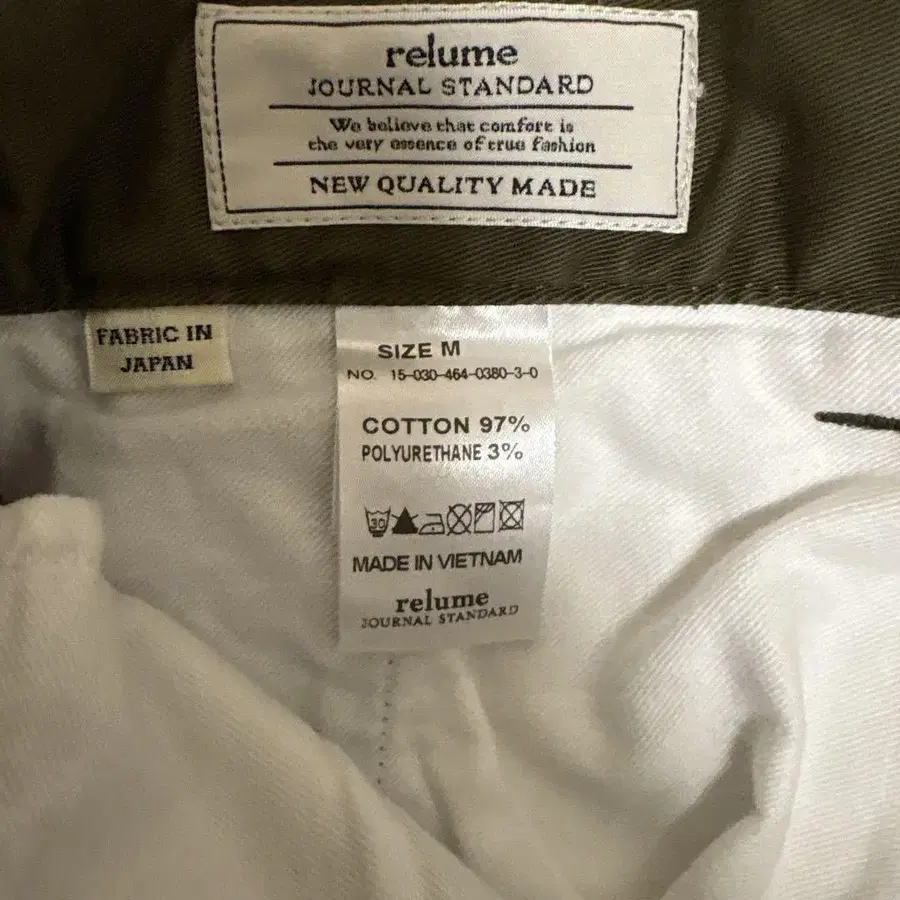 relume
JOURNAL STANDARD
We believe that comfort is
the very essence of true fashion
NEW QUALITY MADE
FABRIC IN
JAPAN
SIZE M
NO. 15-030-464-0380-3-0
COTTON 97%
POLYURETHANE 3%
30
MADE IN VIETNAM
relume
JOURNAL STANDARD